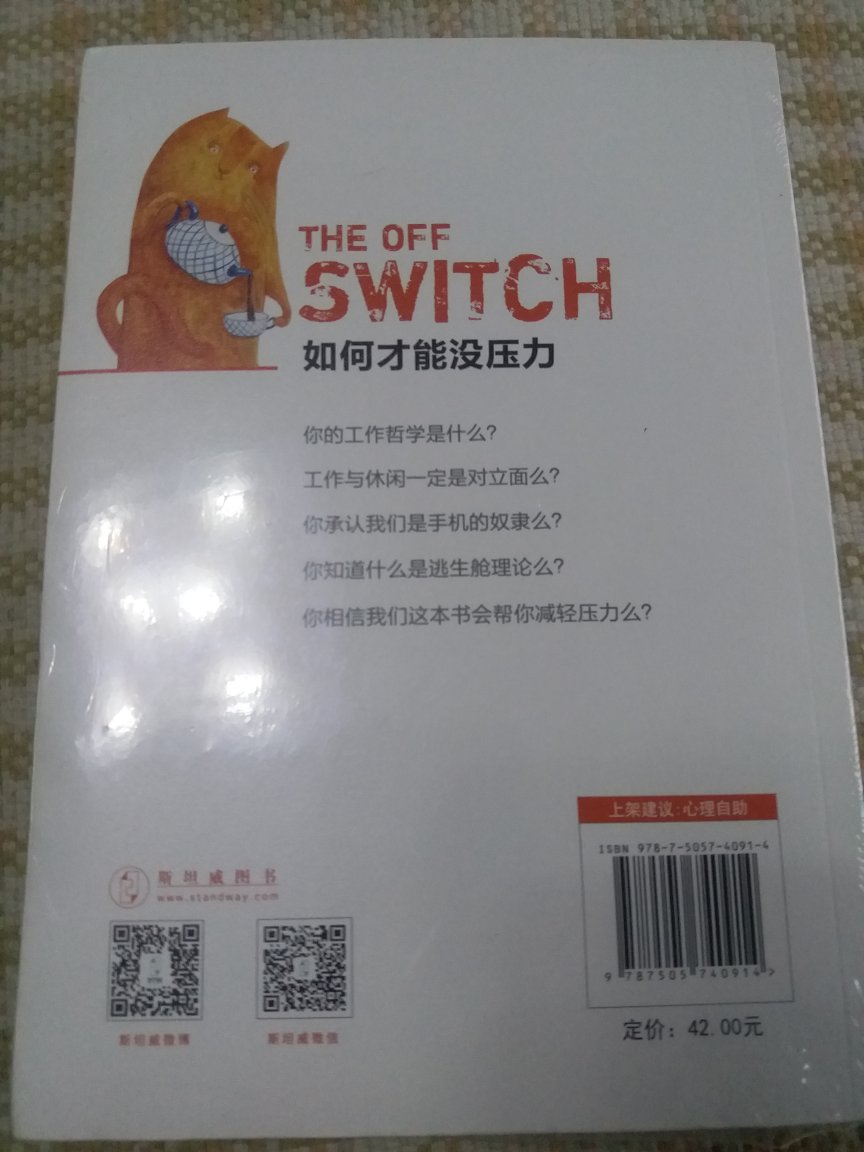 THE OFF
SWITCH
如何才能没压力
你的工作哲学是什么?
工作与休闲一定是对立面么?
你承认我们是手机的奴隶么?
你知道什么是逃生舱理论么?
你相信我们这本书会帮你减轻压力么?
上架建议:心理自助
ISBN 978-7-5057-4091-4
9 787505 740914 >
定价：42.00元
斯坦威图书
www.standway.com
斯坦威微博
斯坦威微信